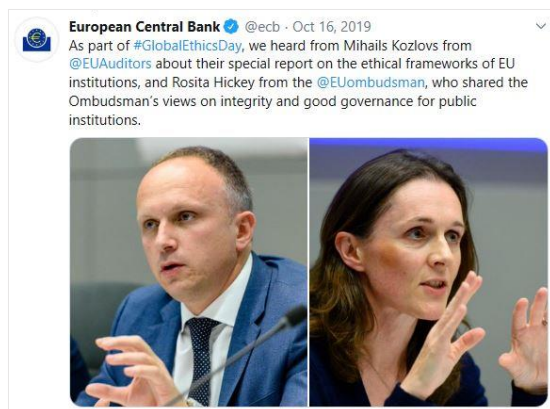 European Central Bank @ecb · Oct 16, 2019
As part of #GlobalEthicsDay, we heard from Mihails Kozlovs from
@EUAuditors about their special report on the ethical frameworks of EU
institutions, and Rosita Hickey from the @EUombudsman, who shared the
Ombudsman’s views on integrity and good governance for public
institutions.